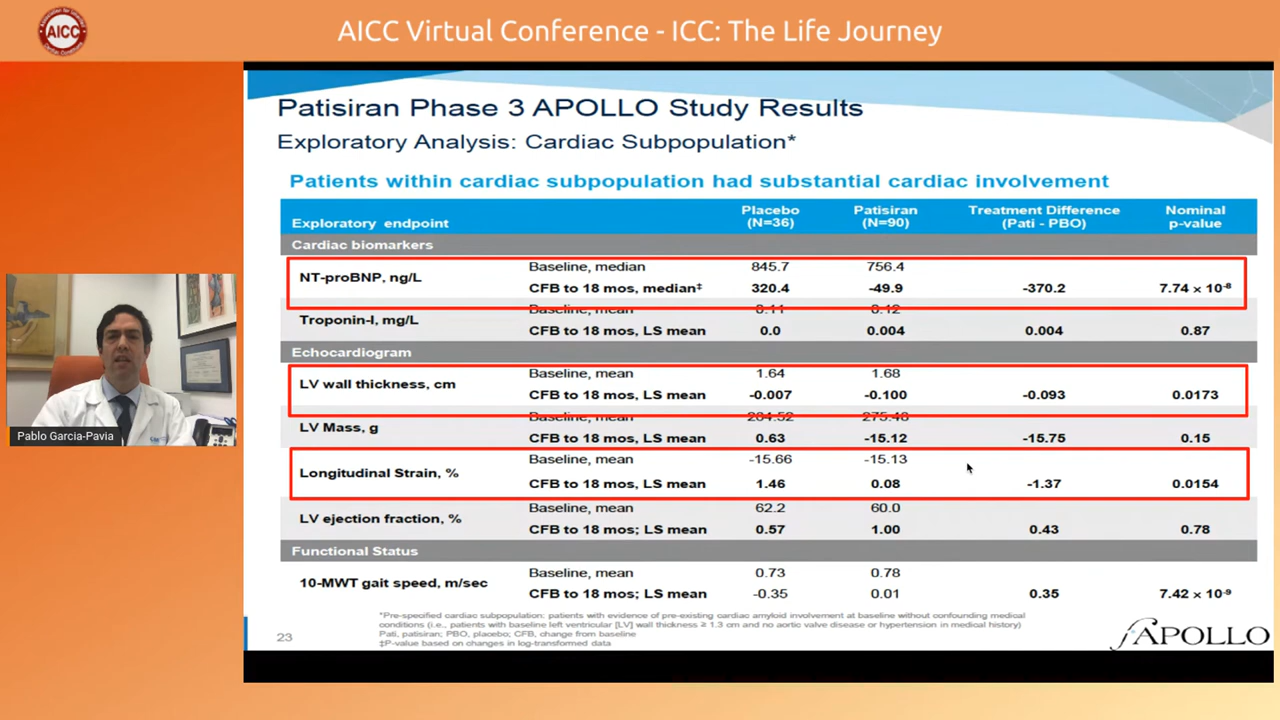 AICC
AICC Virtual Conference - ICC: The Life Journey
Patisiran Phase 3 APOLLO Study Results
Exploratory Analysis: Cardiac Subpopulation*
Patients within cardiac subpopulation had substantial cardiac involvement
Exploratory endpoint Placebo (N=36) Patisiran (N=90) Treatment Difference (Pati - PBO) Nominal p-value
Cardiac biomarkers
NT-proBNP, ng/L
Baseline, median 845.7 756.4
CFB to 18 mos, median‡ 320.4 -49.9 -370.2 7.74 × 10⁻⁸
Troponin-I, mg/L
CFB to 18 mos, LS mean 0.0 0.004 0.004 0.87
Echocardiogram
LV wall thickness, cm
Baseline, mean 1.64 1.68
CFB to 18 mos, LS mean -0.007 -0.100 -0.093 0.0173
LV Mass, g
Baseline, mean
CFB to 18 mos, LS mean 0.63 -15.12 -15.75 0.15
Longitudinal Strain, %
Baseline, mean -15.66 -15.13
CFB to 18 mos, LS mean 1.46 0.08 -1.37 0.0154
LV ejection fraction, %
Baseline, mean 62.2 60.0
CFB to 18 mos; LS mean 0.57 1.00 0.43 0.78
Functional Status
10-MWT gait speed, m/sec
Baseline, mean 0.73 0.78
CFB to 18 mos; LS mean -0.35 0.01 0.35 7.42 × 10⁻⁹
*Pre-specified cardiac subpopulation: patients with evidence of pre-existing cardiac amyloid involvement at baseline without confounding medical
conditions (i.e., patients with baseline left ventricular [LV] wall thickness ≥ 1.3 cm and no aortic valve disease or hypertension in medical history)
Pati, patisiran; PBO, placebo; CFB, change from baseline
‡P-value based on changes in log-transformed data
23
APOLLO
Pablo Garcia-Pavia